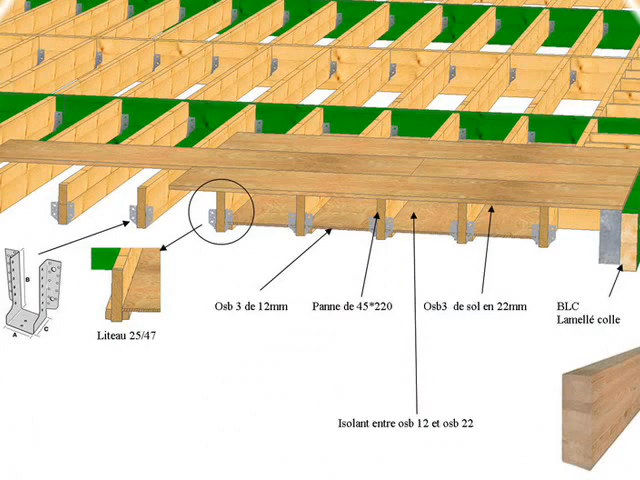 B
A
C
Liteau 25/47
Osb 3 de 12mm
Panne de 45*220
Osb3  de sol en 22mm
BLC
Lamellé colle
Isolant entre osb 12 et osb 22